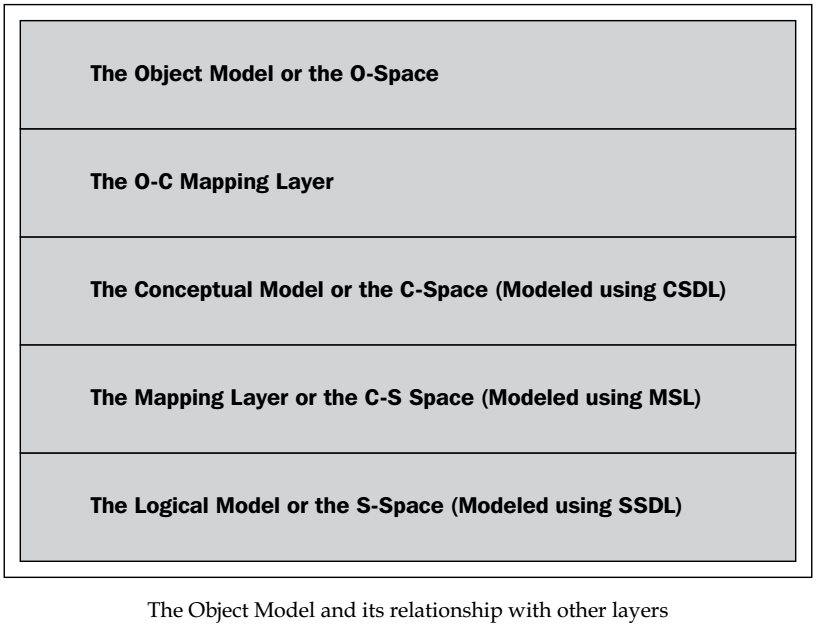 The Object Model or the O-Space
The O-C Mapping Layer
The Conceptual Model or the C-Space (Modeled using CSDL)
The Mapping Layer or the C-S Space (Modeled using MSL)
The Logical Model or the S-Space (Modeled using SSDL)
The Object Model and its relationship with other layers